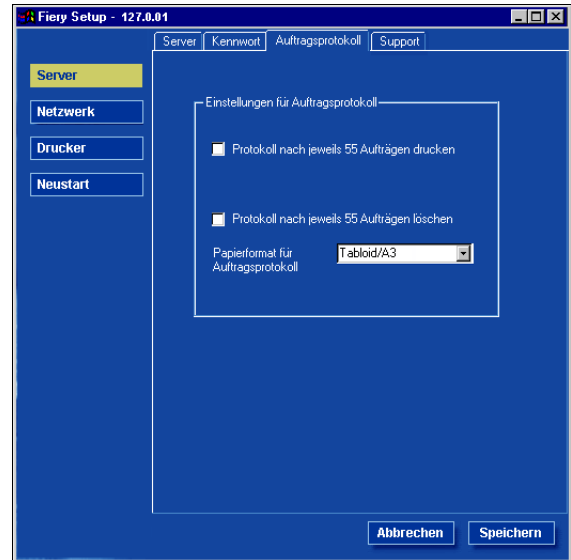 Fiery Setup - 127.0.01
Server Kennwort Auftragsprotokoll Support
Server
Netzwerk
Drucker
Neustart
Einstellungen für Auftragsprotokoll
Protokoll nach jeweils 55 Aufträgen drucken
Protokoll nach jeweils 55 Aufträgen löschen
Papierformat für
Auftragsprotokoll
Tabloid/A3
Abbrechen Speichern